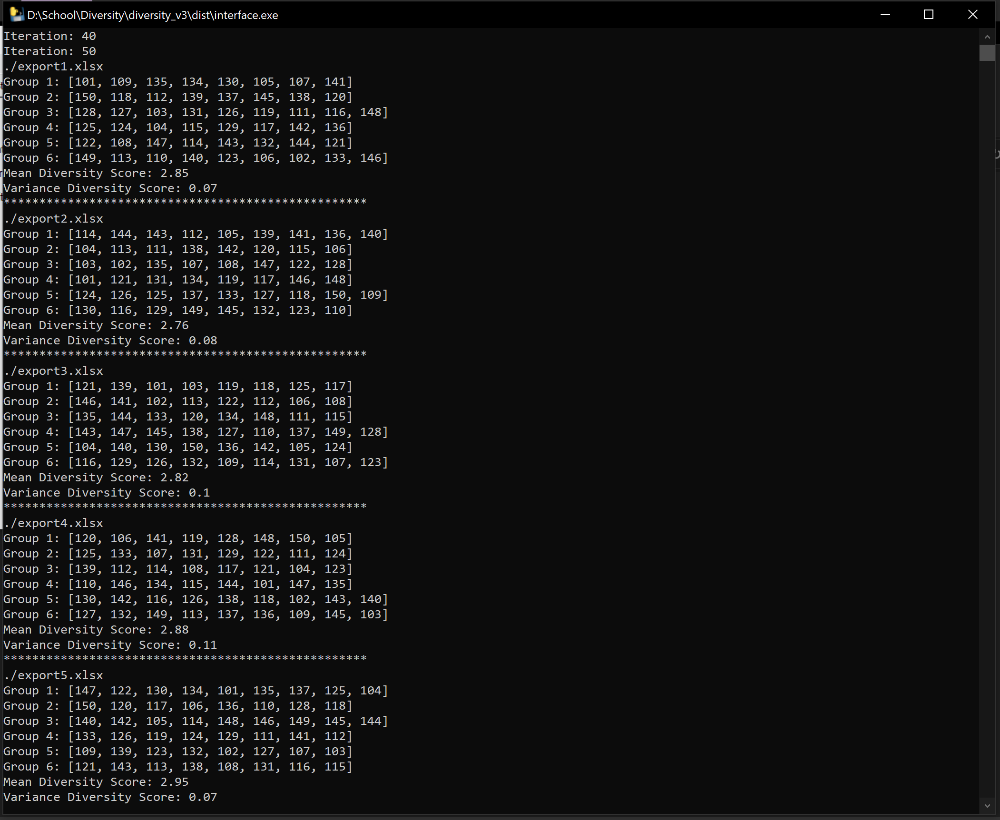 D:\School\Diversity\diversity_v3\dist\interface.exe
Iteration: 40
Iteration: 50
./export1.xlsx
Group 1: [101, 109, 135, 134, 130, 105, 107, 141]
Group 2: [150, 118, 112, 139, 137, 145, 138, 120]
Group 3: [128, 127, 103, 131, 126, 119, 111, 116, 148]
Group 4: [125, 124, 104, 115, 129, 117, 142, 136]
Group 5: [122, 108, 147, 114, 143, 132, 144, 121]
Group 6: [149, 113, 110, 140, 123, 106, 102, 133, 146]
Mean Diversity Score: 2.85
Variance Diversity Score: 0.07
***************************************************
./export2.xlsx
Group 1: [114, 144, 143, 112, 105, 139, 141, 136, 140]
Group 2: [104, 113, 111, 138, 142, 120, 115, 106]
Group 3: [103, 102, 135, 107, 108, 147, 122, 128]
Group 4: [101, 121, 131, 134, 119, 117, 146, 148]
Group 5: [124, 126, 125, 137, 133, 127, 118, 150, 109]
Group 6: [130, 116, 129, 149, 145, 132, 123, 110]
Mean Diversity Score: 2.76
Variance Diversity Score: 0.08
***************************************************
./export3.xlsx
Group 1: [121, 139, 101, 103, 119, 118, 125, 117]
Group 2: [146, 141, 102, 113, 122, 112, 106, 108]
Group 3: [135, 144, 133, 120, 134, 148, 111, 115]
Group 4: [143, 147, 145, 138, 127, 110, 137, 149, 128]
Group 5: [104, 140, 130, 150, 136, 142, 105, 124]
Group 6: [116, 129, 126, 132, 109, 114, 131, 107, 123]
Mean Diversity Score: 2.82
Variance Diversity Score: 0.1
***************************************************
./export4.xlsx
Group 1: [120, 106, 141, 119, 128, 148, 150, 105]
Group 2: [125, 133, 107, 131, 129, 122, 111, 124]
Group 3: [139, 112, 114, 108, 117, 121, 104, 123]
Group 4: [110, 146, 134, 115, 144, 101, 147, 135]
Group 5: [130, 142, 116, 126, 138, 118, 102, 143, 140]
Group 6: [127, 132, 149, 113, 137, 136, 109, 145, 103]
Mean Diversity Score: 2.88
Variance Diversity Score: 0.11
***************************************************
./export5.xlsx
Group 1: [147, 122, 130, 134, 101, 135, 137, 125, 104]
Group 2: [150, 120, 117, 106, 136, 110, 128, 118]
Group 3: [140, 142, 105, 114, 148, 146, 149, 145, 144]
Group 4: [133, 126, 119, 124, 129, 111, 141, 112]
Group 5: [109, 139, 123, 132, 102, 127, 107, 103]
Group 6: [121, 143, 113, 138, 108, 131, 116, 115]
Mean Diversity Score: 2.95
Variance Diversity Score: 0.07